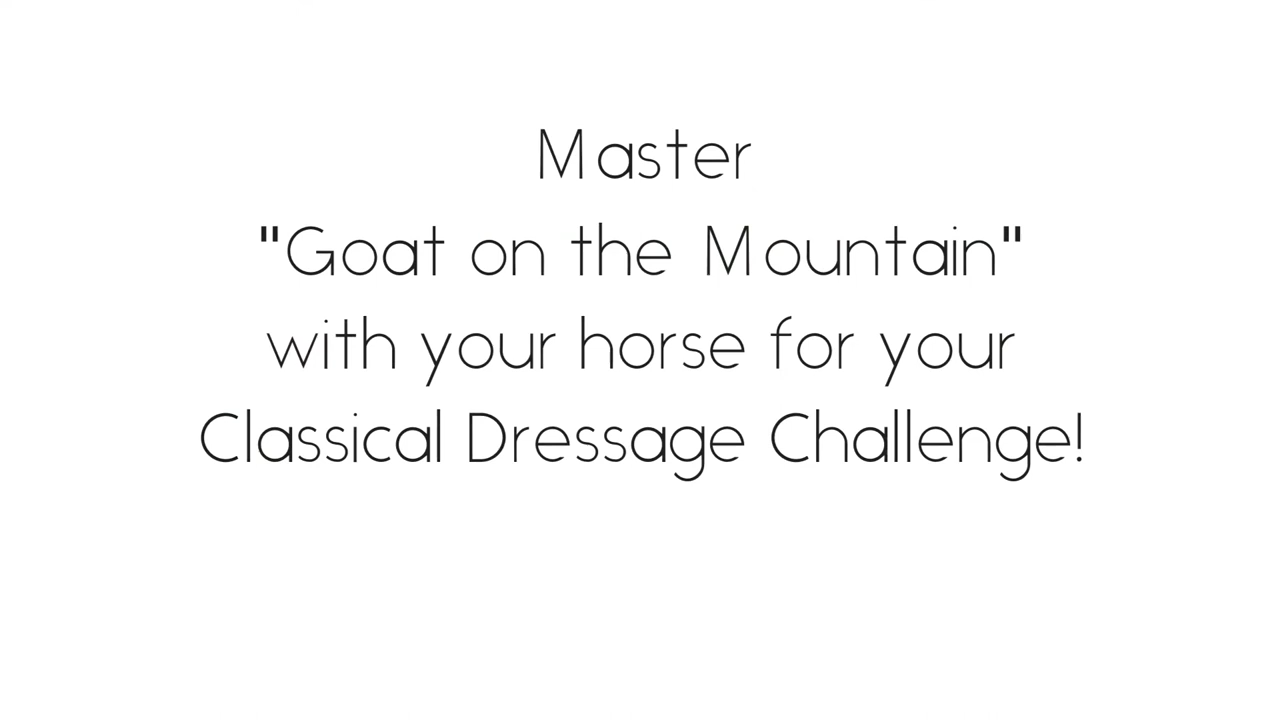 Master
"Goat on the Mountain"
with your horse for your
Classical Dressage Challenge!